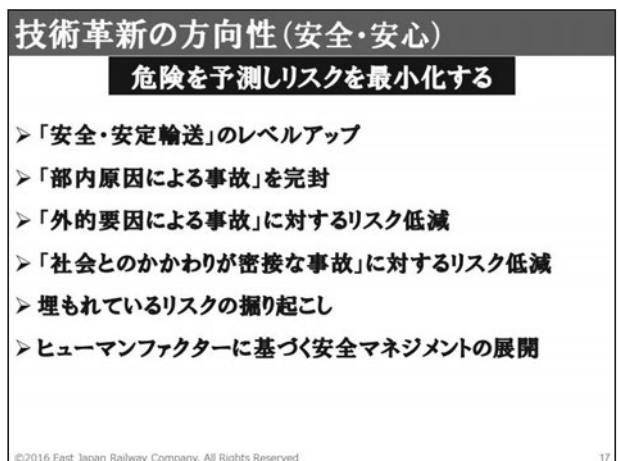 技術革新の方向性(安全・安心)
危険を予測しリスクを最小化する
➢「安全・安定輸送」のレベルアップ
➢「部内原因による事故」を完封
➢「外的要因による事故」に対するリスク低減
➢「社会とのかかわりが密接な事故」に対するリスク低減
➢埋もれているリスクの掘り起こし
➢ヒューマンファクターに基づく安全マネジメントの展開
©2016 East Japan Railway Company, All Rights Reserved
17